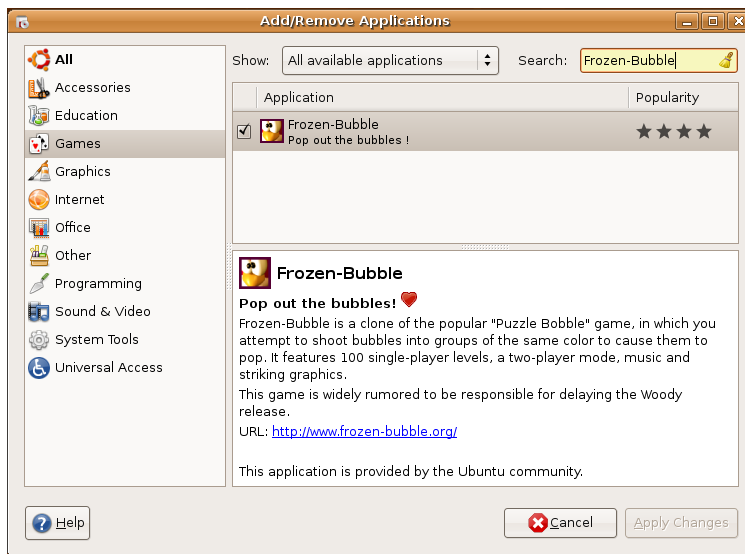 Add/Remove Applications
All
Accessories
Education
Games
Graphics
Internet
Office
Other
Programming
Sound & Video
System Tools
Universal Access
Show: All available applications Search: Frozen-Bubble
Application Popularity
Frozen-Bubble
Pop out the bubbles !
Frozen-Bubble
Pop out the bubbles!
Frozen-Bubble is a clone of the popular "Puzzle Bobble" game, in which you
attempt to shoot bubbles into groups of the same color to cause them to
pop. It features 100 single-player levels, a two-player mode, music and
striking graphics.
This game is widely rumored to be responsible for delaying the Woody
release.
URL: http://www.frozen-bubble.org/
This application is provided by the Ubuntu community.
Help Cancel Apply Changes